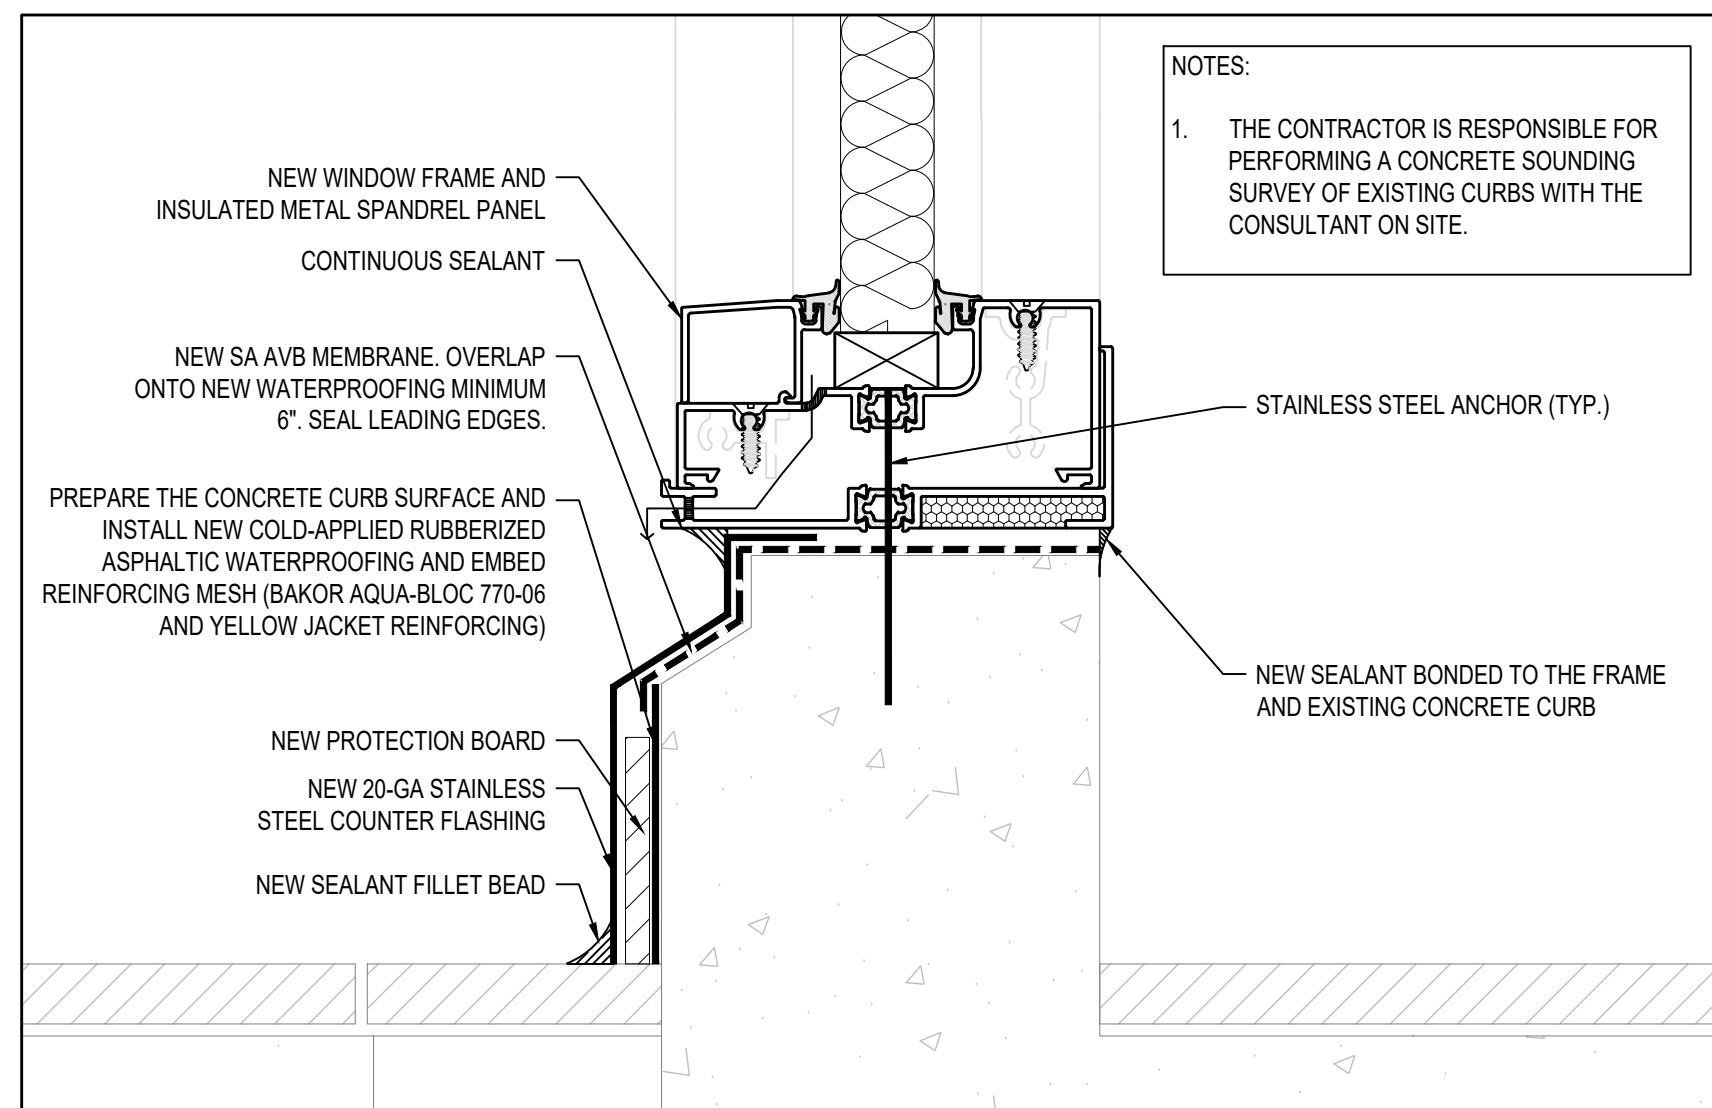 NOTES:
1. THE CONTRACTOR IS RESPONSIBLE FOR
PERFORMING A CONCRETE SOUNDING
SURVEY OF EXISTING CURBS WITH THE
CONSULTANT ON SITE.
NEW WINDOW FRAME AND
INSULATED METAL SPANDREL PANEL
CONTINUOUS SEALANT
NEW SA AVB MEMBRANE. OVERLAP
ONTO NEW WATERPROOFING MINIMUM
6". SEAL LEADING EDGES.
PREPARE THE CONCRETE CURB SURFACE AND
INSTALL NEW COLD-APPLIED RUBBERIZED
ASPHALTIC WATERPROOFING AND EMBED
REINFORCING MESH (BAKOR AQUA-BLOC 770-06
AND YELLOW JACKET REINFORCING)
NEW PROTECTION BOARD
NEW 20-GA STAINLESS
STEEL COUNTER FLASHING
NEW SEALANT FILLET BEAD
STAINLESS STEEL ANCHOR (TYP.)
NEW SEALANT BONDED TO THE FRAME
AND EXISTING CONCRETE CURB